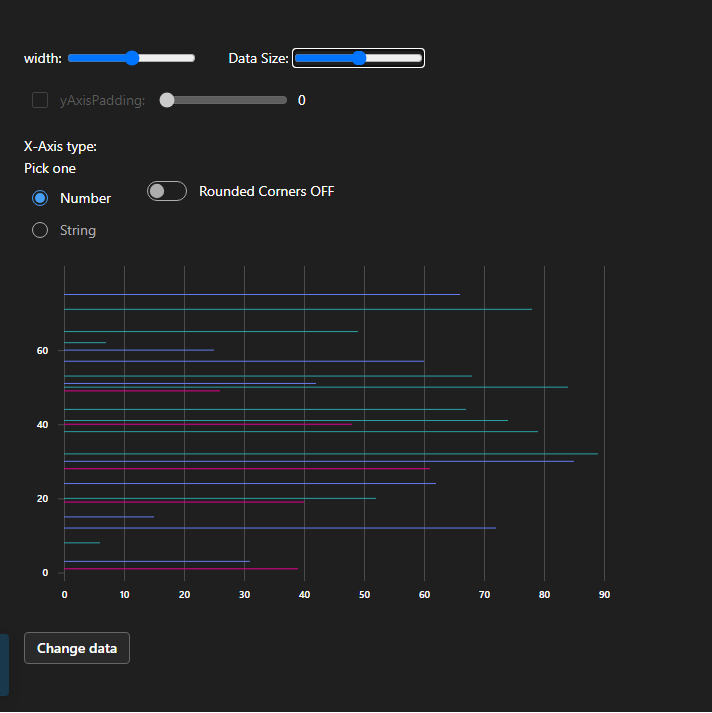 width: Data Size:
yAxisPadding: 0
X-Axis type:
Pick one
Number
Rounded Corners OFF
String
60
40
20
0
0 10 20 30 40 50 60 70 80 90
Change data